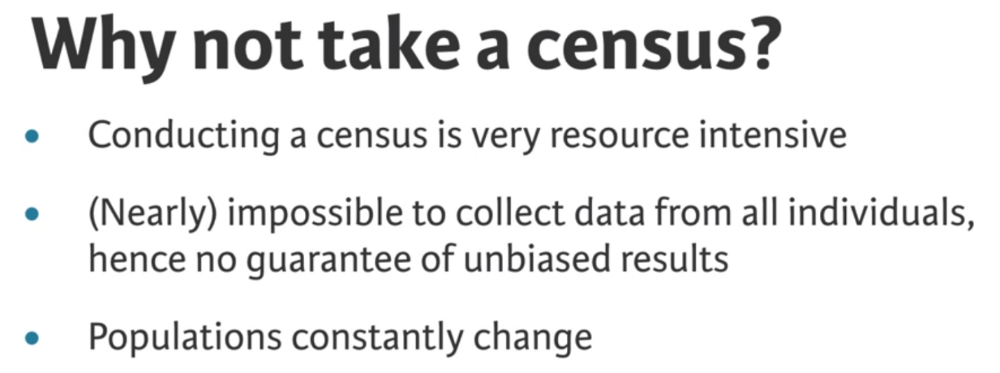 Why not take a census?
• Conducting a census is very resource intensive
• (Nearly) impossible to collect data from all individuals,
hence no guarantee of unbiased results
• Populations constantly change